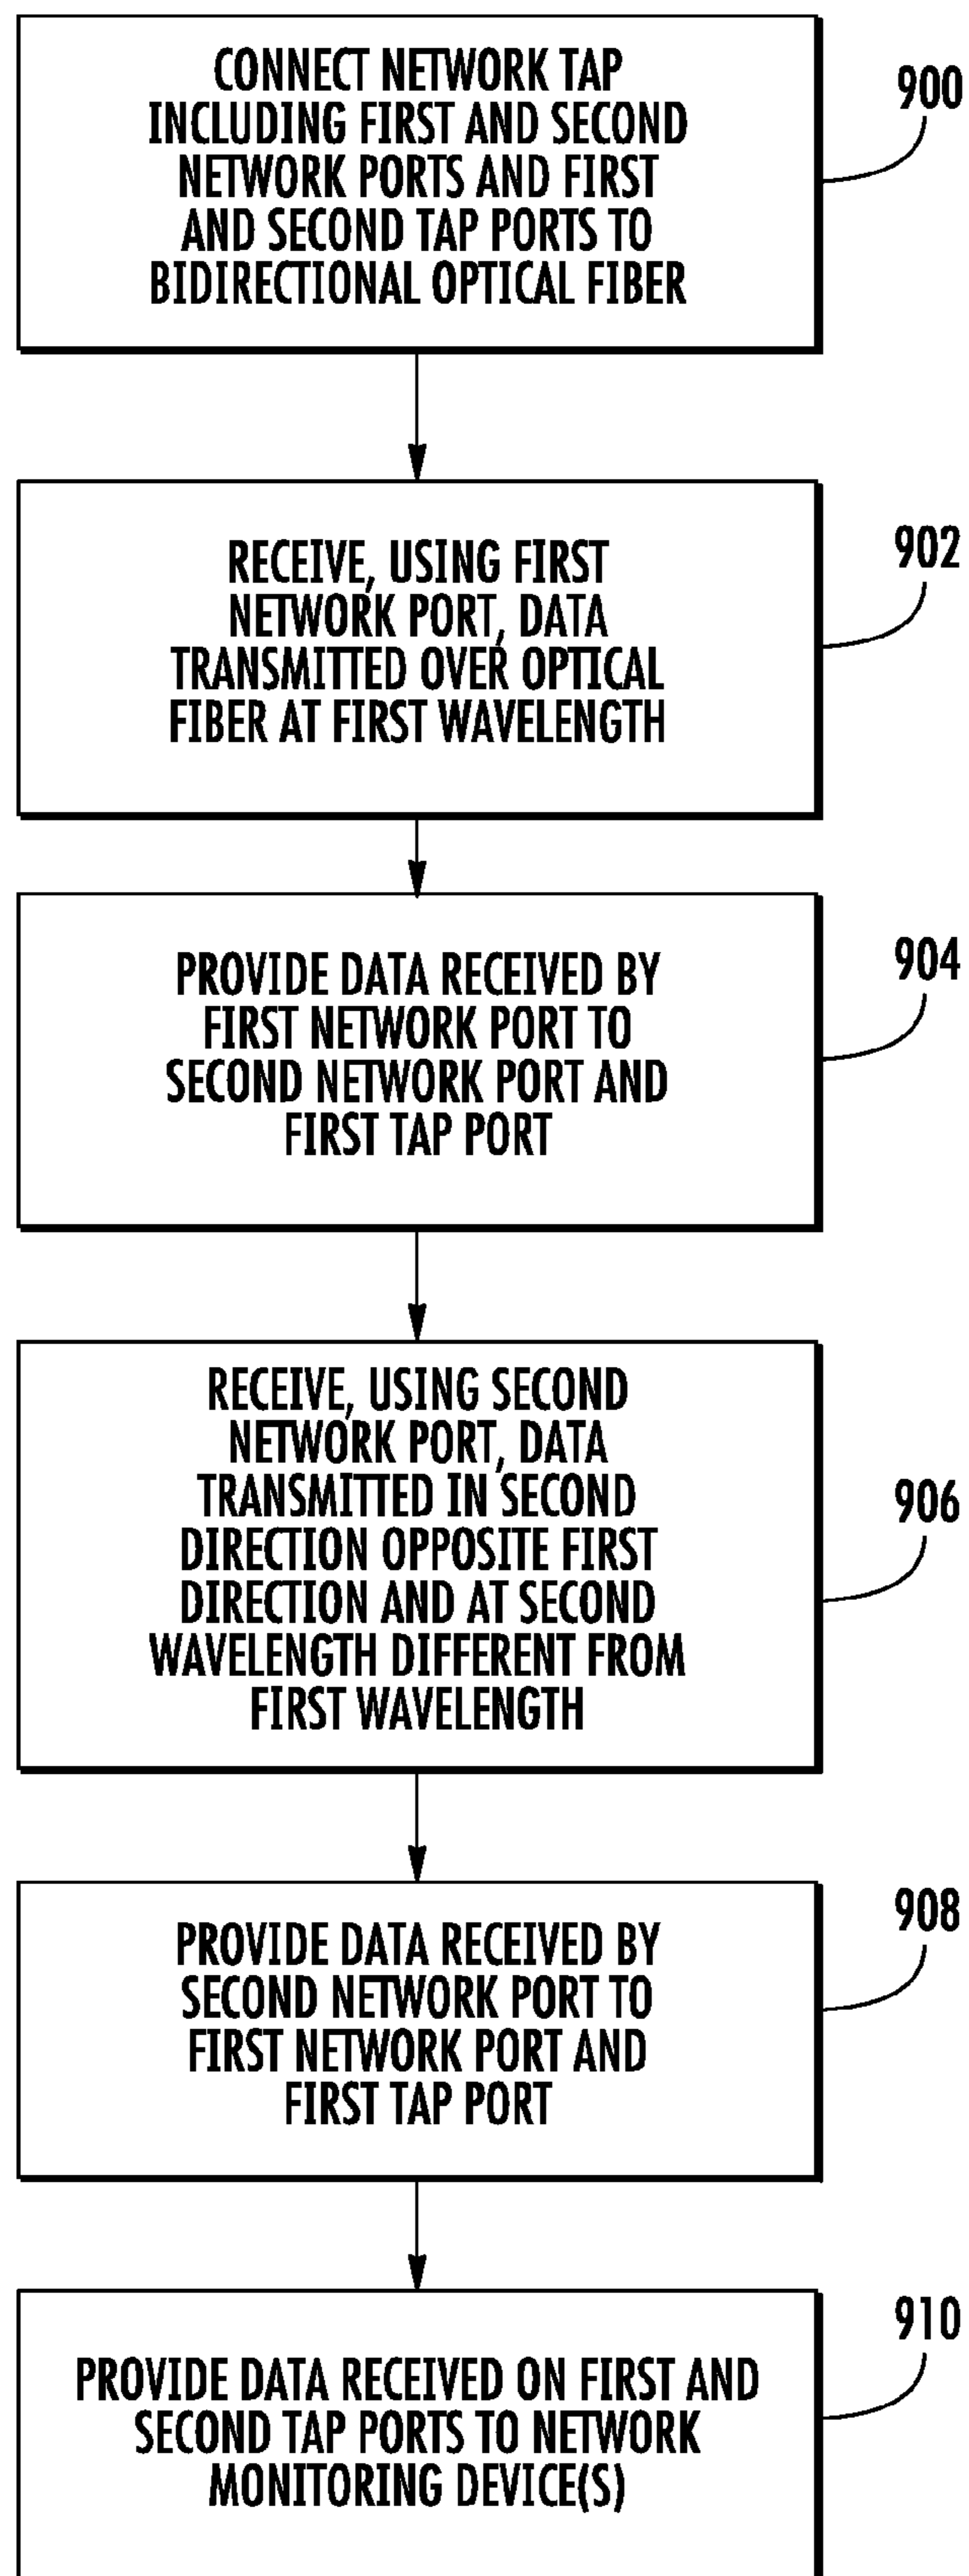 CONNECT NETWORK TAP
INCLUDING FIRST AND SECOND
NETWORK PORTS AND FIRST
AND SECOND TAP PORTS TO
BIDIRECTIONAL OPTICAL FIBER
900
RECEIVE, USING FIRST
NETWORK PORT, DATA
TRANSMITTED OVER OPTICAL
FIBER AT FIRST WAVELENGTH
902
PROVIDE DATA RECEIVED BY
FIRST NETWORK PORT TO
SECOND NETWORK PORT AND
FIRST TAP PORT
904
RECEIVE, USING SECOND
NETWORK PORT, DATA
TRANSMITTED IN SECOND
DIRECTION OPPOSITE FIRST
DIRECTION AND AT SECOND
WAVELENGTH DIFFERENT FROM
FIRST WAVELENGTH
906
PROVIDE DATA RECEIVED BY
SECOND NETWORK PORT TO
FIRST NETWORK PORT AND
FIRST TAP PORT
908
PROVIDE DATA RECEIVED ON FIRST AND
SECOND TAP PORTS TO NETWORK
MONITORING DEVICE(S)
910